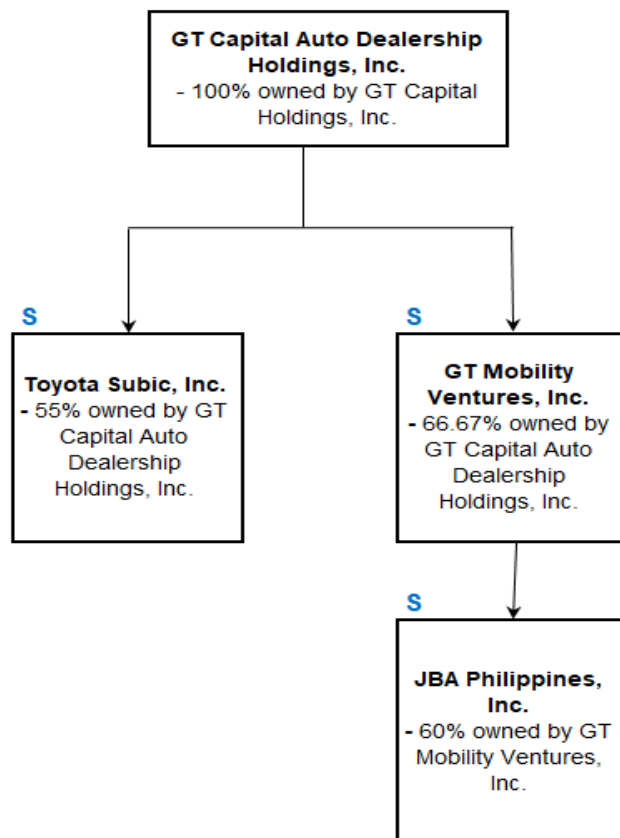 GT Capital Auto Dealership
Holdings, Inc.
- 100% owned by GT Capital
Holdings, Inc.
S
Toyota Subic, Inc.
- 55% owned by GT
Capital Auto
Dealership
Holdings, Inc.
S
GT Mobility
Ventures, Inc.
- 66.67% owned by
GT Capital Auto
Dealership
Holdings, Inc.
S
JBA Philippines,
Inc.
- 60% owned by GT
Mobility Ventures,
Inc.